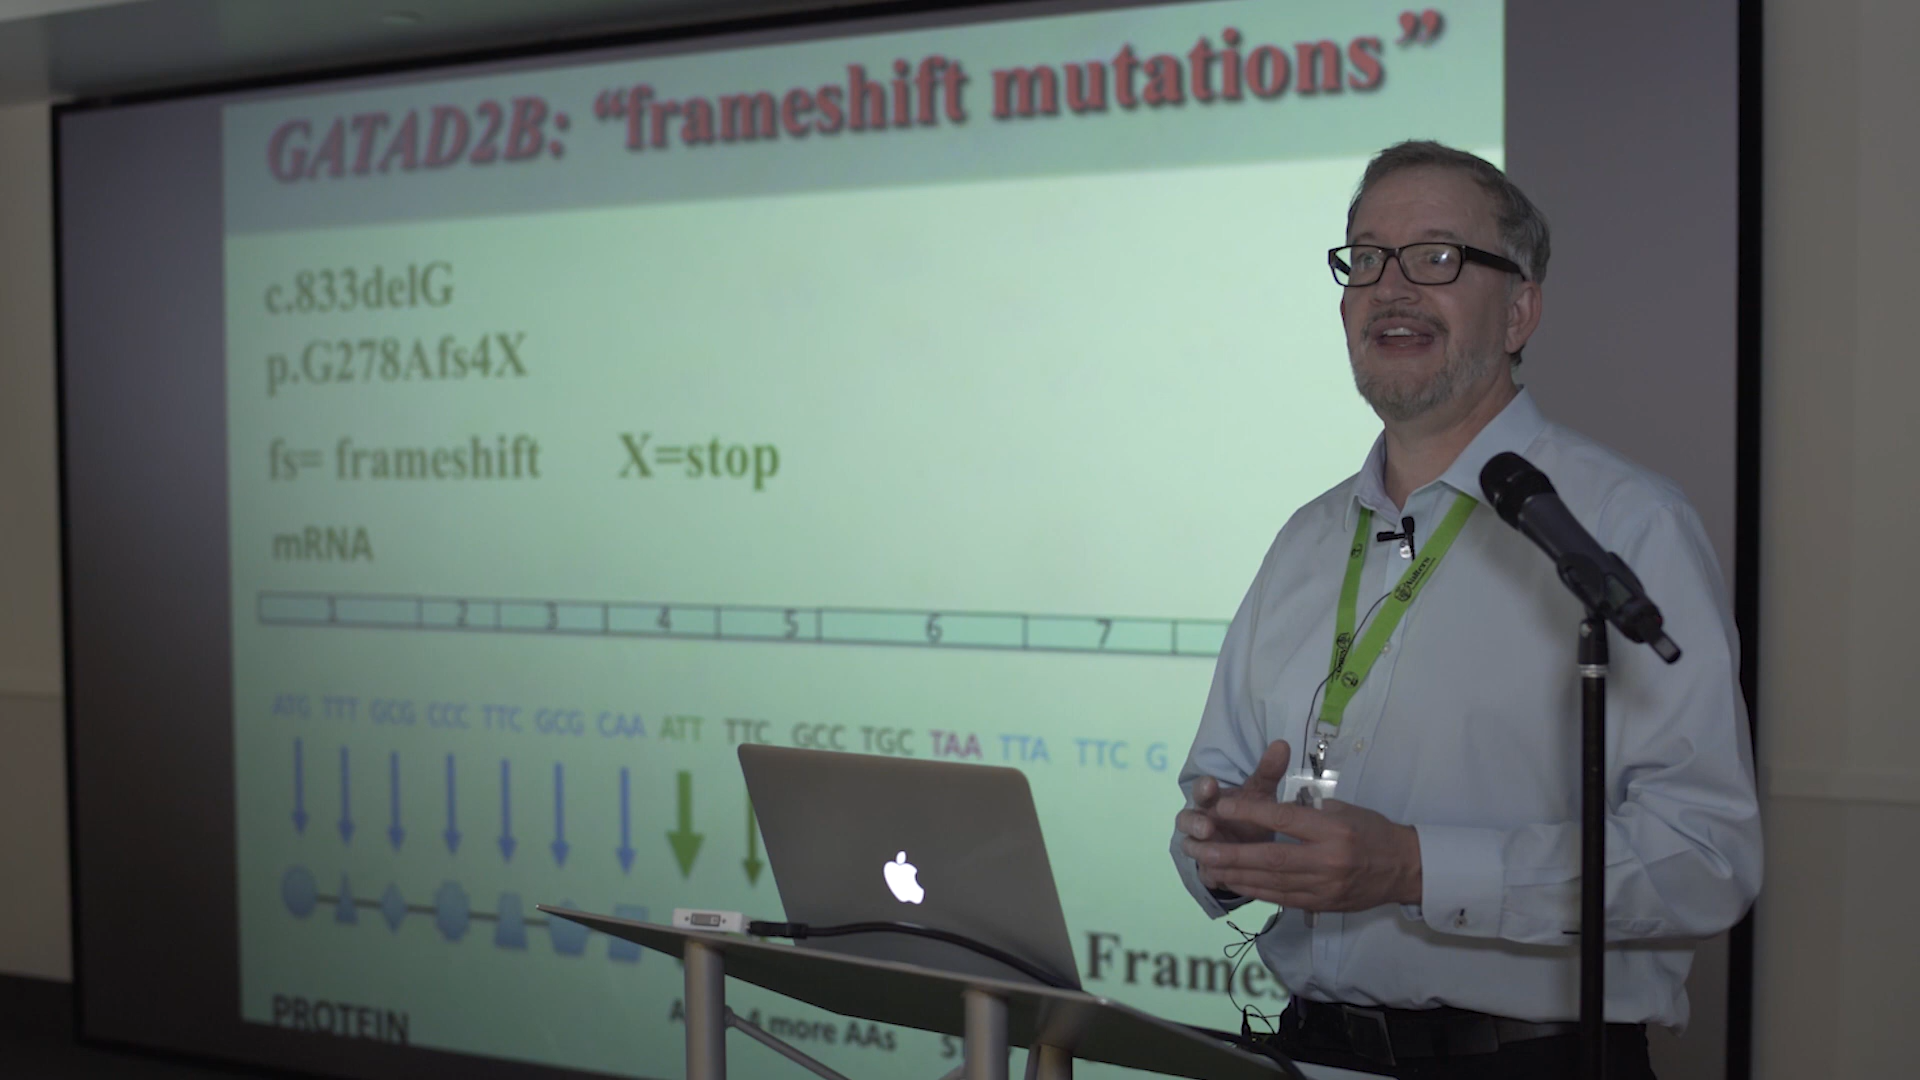 GATAD2B: “frameshift mutations”
c.833delG
p.G278Afs4X
fs= frameshift X=stop
mRNA
1 2 3 4 5 6 7
ATG TTT GCG CCC TTC GCG CAA ATT TTC GCC TGC TAA TTA TTC G
Frames
PROTEIN
4 more AAs